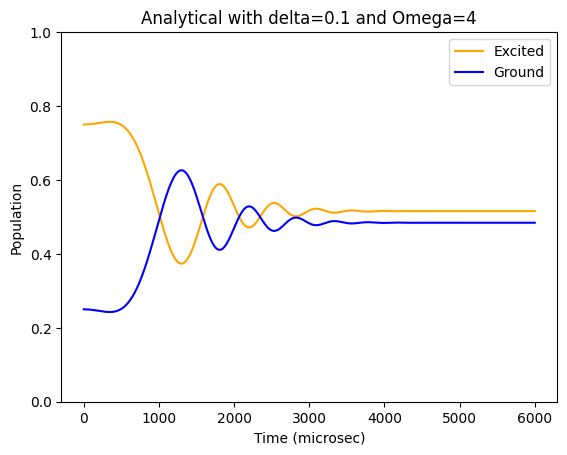 Analytical with delta=0.1 and Omega=4
1.0
0.8
0.6
0.4
0.2
0.0
Population
Excited
Ground
0 1000 2000 3000 4000 5000 6000
Time (microsec)